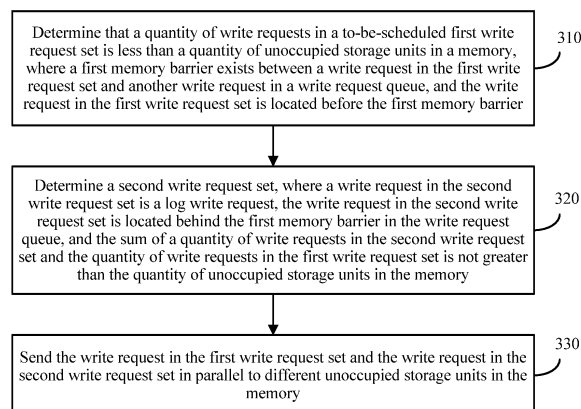 Determine that a quantity of write requests in a to-be-scheduled first write
request set is less than a quantity of unoccupied storage units in a memory,
where a first memory barrier exists between a write request in the first write
request set and another write request in a write request queue, and the write
request in the first write request set is located before the first memory barrier
310
Determine a second write request set, where a write request in the second
write request set is a log write request, the write request in the second write
request set is located behind the first memory barrier in the write request
queue, and the sum of a quantity of write requests in the second write request
set and the quantity of write requests in the first write request set is not greater
than the quantity of unoccupied storage units in the memory
320
Send the write request in the first write request set and the write request in the
second write request set in parallel to different unoccupied storage units in the
memory
330